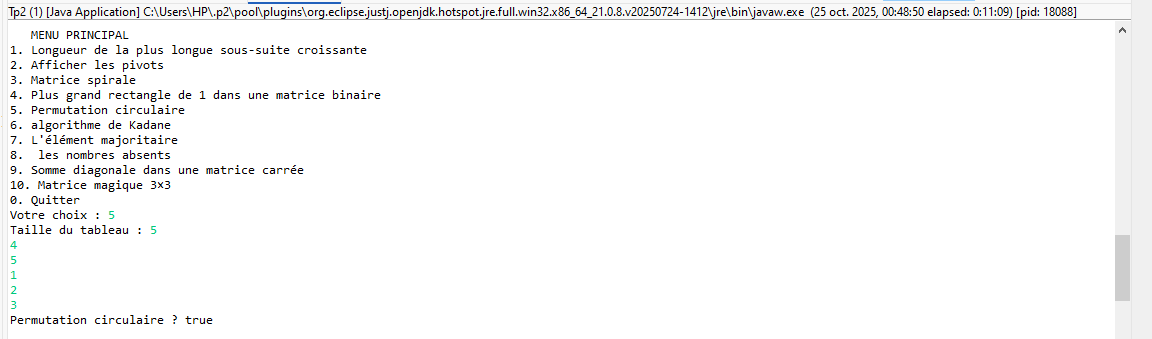 Tp2 (1) [Java Application] C:\Users\HP\.p2\pool\plugins\org.eclipse.justj.openjdk.hotspot.jre.full.win32.x86_64_21.0.8.v20250724-1412\jre\bin\javaw.exe (25 oct. 2025, 00:48:50 elapsed: 0:11:09) [pid: 18088]
MENU PRINCIPAL
1. Longueur de la plus longue sous-suite croissante
2. Afficher les pivots
3. Matrice spirale
4. Plus grand rectangle de 1 dans une matrice binaire
5. Permutation circulaire
6. algorithme de Kadane
7. L'élément majoritaire
8.  les nombres absents
9. Somme diagonale dans une matrice carrée
10. Matrice magique 3×3
0. Quitter
Votre choix : 5
Taille du tableau : 5
4
5
1
2
3
Permutation circulaire ? true